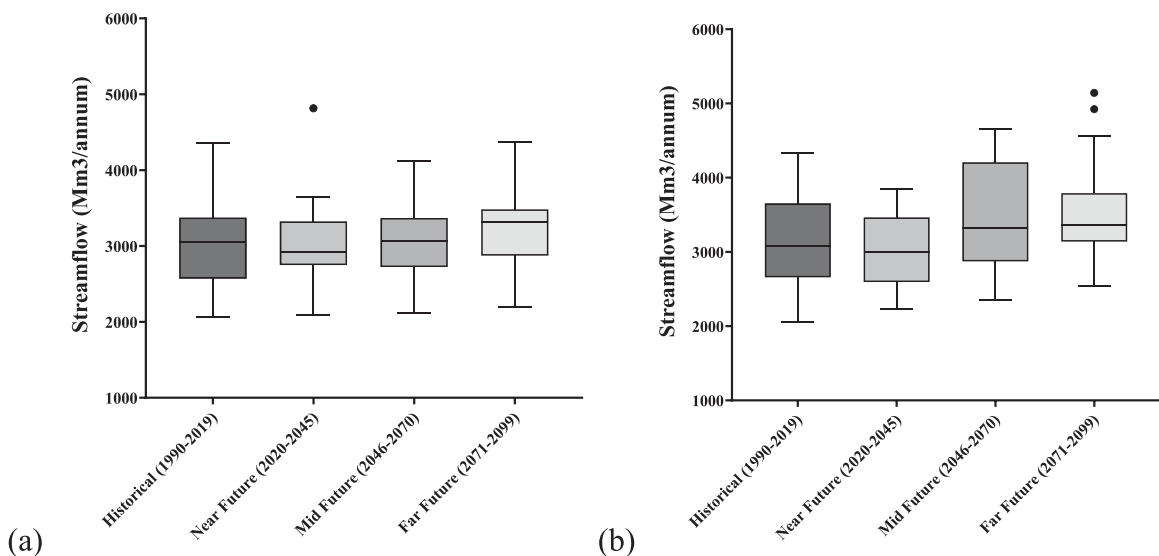 6000
5000
4000
3000
2000
1000
Streamflow (Mm3/annum)
Historical (1990-2019)
Near Future (2020-2045)
Mid Future (2046-2070)
Far Future (2071-2099)
(a)
6000
5000
4000
3000
2000
1000
Streamflow (Mm3/annum)
Historical (1990-2019)
Near Future (2020-2045)
Mid Future (2046-2070)
Far Future (2071-2099)
(b)